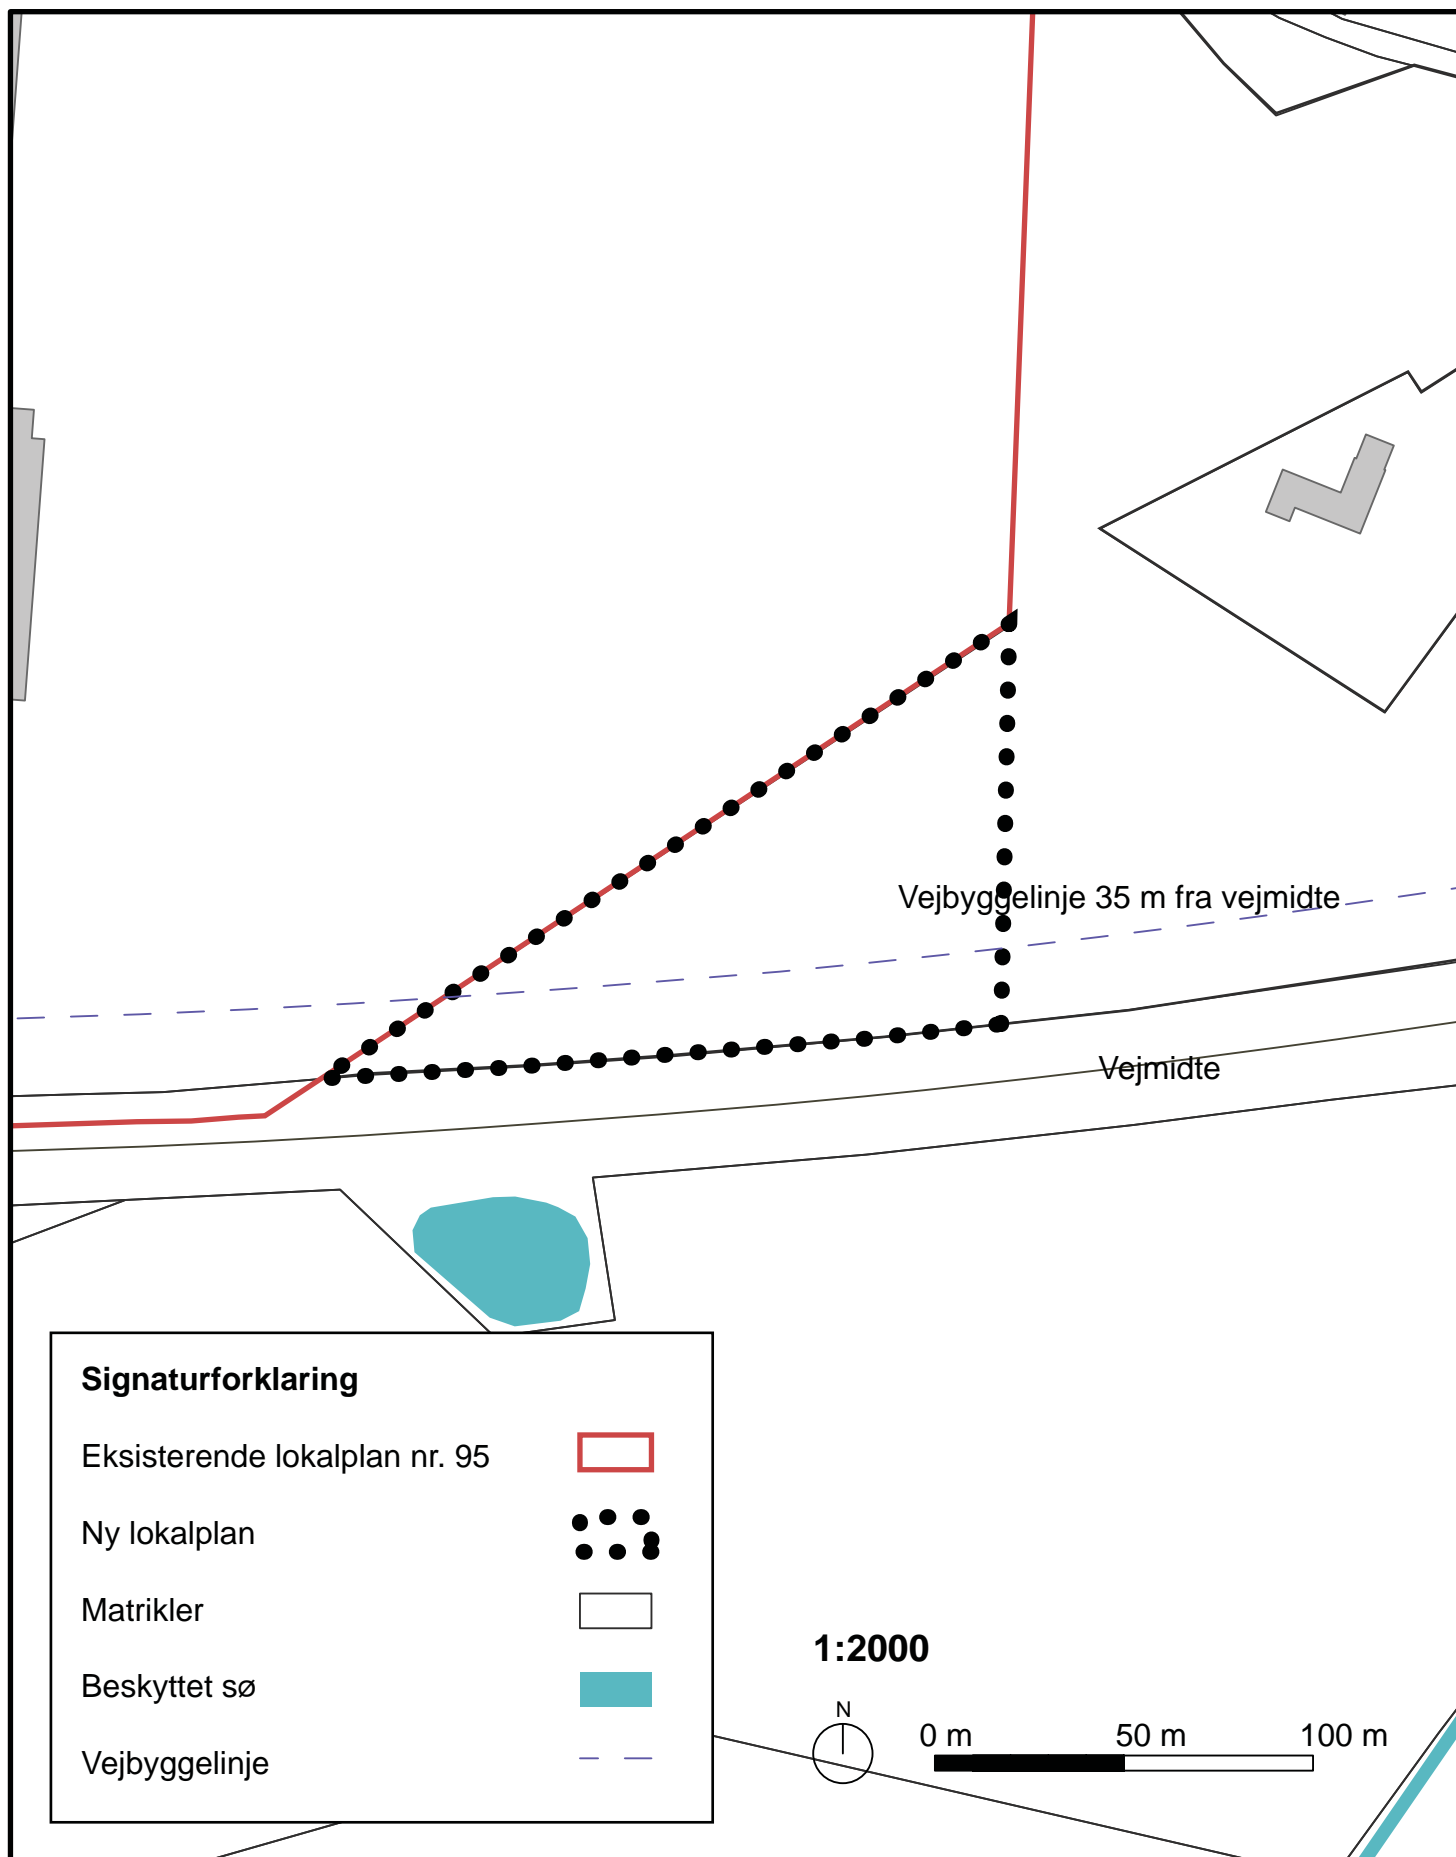 Vejbyggelinje 35 m fra vejmidte
Vejmidte
Signaturforklaring
Eksisterende lokalplan nr. 95
Ny lokalplan
Matrikler
Beskyttet sø
Vejbyggelinje
1:2000
N
0 m 50 m 100 m